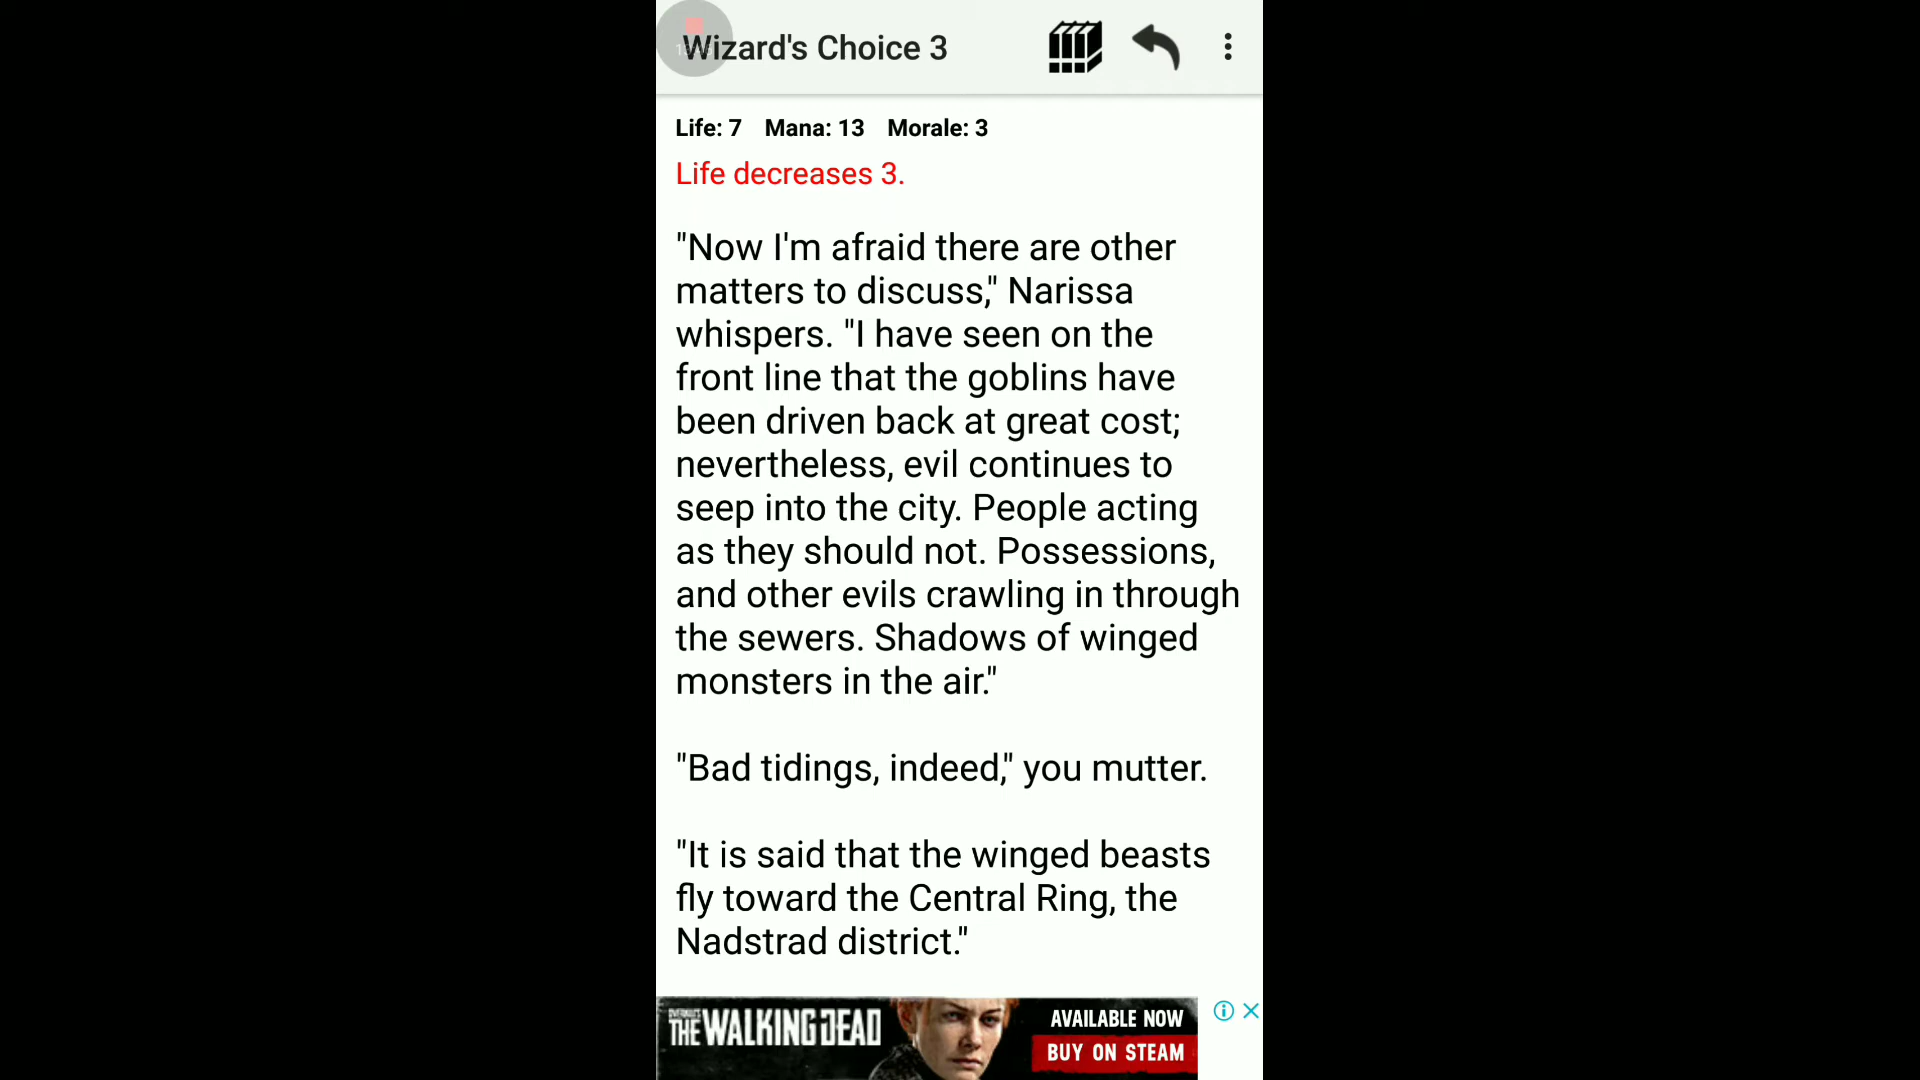 Wizard's Choice 3
Life: 7 Mana: 13 Morale: 3
Life decreases 3.
"Now I'm afraid there are other
matters to discuss," Narissa
whispers. "I have seen on the
front line that the goblins have
been driven back at great cost;
nevertheless, evil continues to
seep into the city. People acting
as they should not. Possessions,
and other evils crawling in through
the sewers. Shadows of winged
monsters in the air."
"Bad tidings, indeed," you mutter.
"It is said that the winged beasts
fly toward the Central Ring, the
Nadstrad district."
OVERKILL'S
THE WALKING DEAD
AVAILABLE NOW
BUY ON STEAM